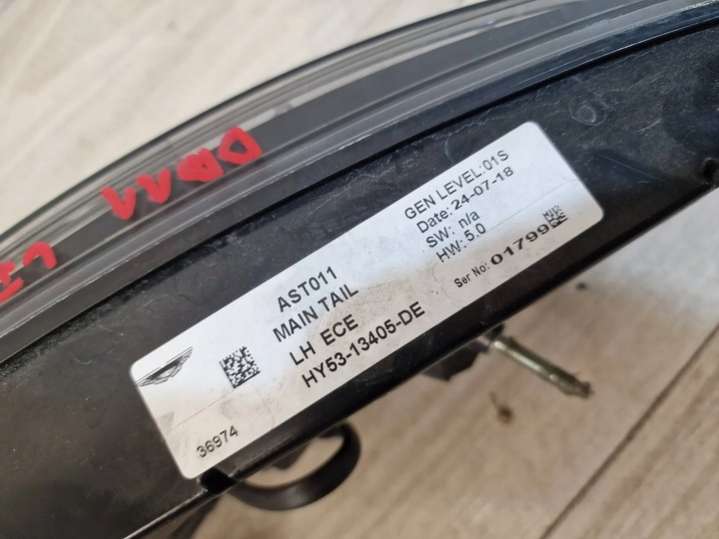 DB11
AST011
MAIN TAIL
LH ECE
HY53-13405-DE
36974
GEN LEVEL:01S
Date: 24-07-18
SW: n/a
HW: 5.0
Ser No: 01799